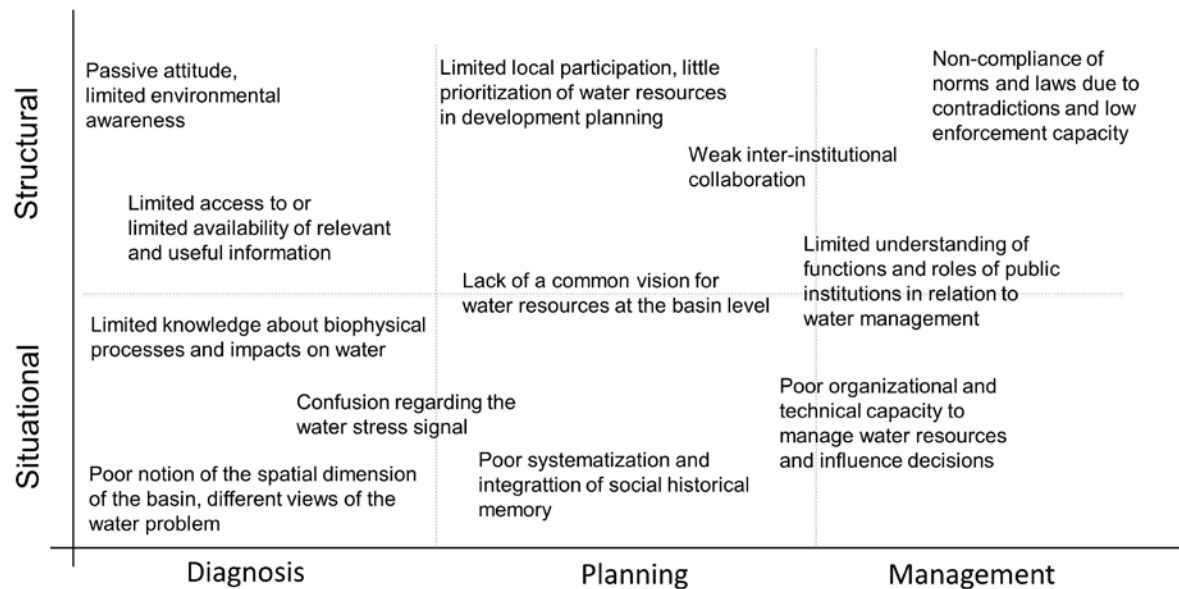 Structural
Passive attitude,
limited environmental
awareness
Limited local participation, little
prioritization of water resources
in development planning
Non-compliance of
norms and laws due to
contradictions and low
enforcement capacity
Weak inter-institutional
collaboration
Limited access to or
limited availability of relevant
and useful information
Lack of a common vision for
water resources at the basin level
Limited understanding of
functions and roles of public
institutions in relation to
water management
Situational
Limited knowledge about biophysical
processes and impacts on water
Confusion regarding the
water stress signal
Poor notion of the spatial dimension
of the basin, different views of the
water problem
Poor systematization and
integrattion of social historical
memory
Poor organizational and
technical capacity to
manage water resources
and influence decisions
Diagnosis
Planning
Management